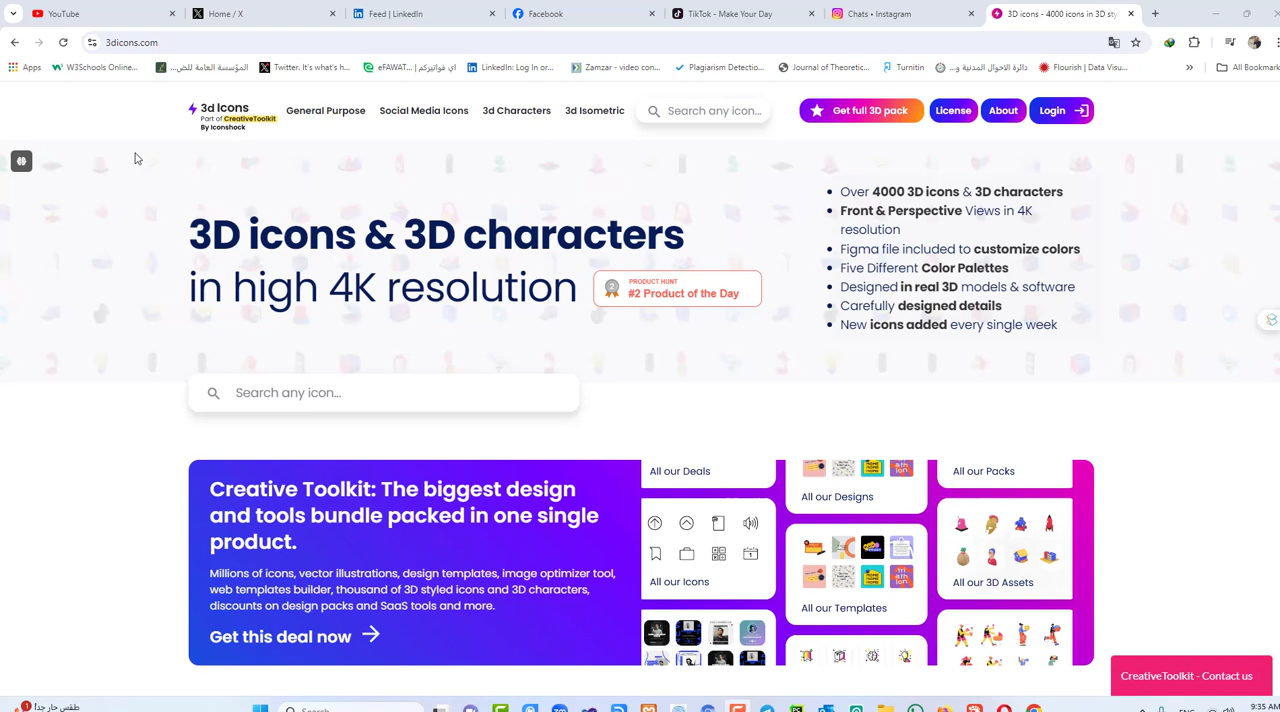 YouTube
Home / X
Feed | LinkedIn
Facebook
TikTok - Make Your Day
Chats • Instagram
3D icons - 4000 icons in 3D sty
3dicons.com
Apps
W3Schools Online...
المؤسسة العامة للض...
Twitter. It's what's h...
eFAWAT... اي فواتيركم
LinkedIn: Log In or...
Zamzar - video con...
Plagiarism Detectio...
Journal of Theoretic...
Turnitin
دائرة الاحوال المدنية و...
Flourish | Data Visu...
All Bookmark
3d Icons
Part of CreativeToolkit
By Iconshock
General Purpose
Social Media Icons
3d Characters
3d Isometric
Search any icon...
Get full 3D pack
License
About
Login
3D icons & 3D characters
in high 4K resolution
2
PRODUCT HUNT
#2 Product of the Day
Over 4000 3D icons & 3D characters
Front & Perspective Views in 4K
resolution
Figma file included to customize colors
Five Different Color Palettes
Designed in real 3D models & software
Carefully designed details
New icons added every single week
Search any icon...
Creative Toolkit: The biggest design
and tools bundle packed in one single
product.
Millions of icons, vector illustrations, design templates, image optimizer tool,
web templates builder, thousand of 3D styled icons and 3D characters,
discounts on design packs and SaaS tools and more.
Get this deal now
All our Deals
All our Icons
All our Designs
All our Templates
All our Packs
All our 3D Assets
CreativeToolkit - Contact us
1
طقس حار جدا!
Search
ENG
9:35 AM